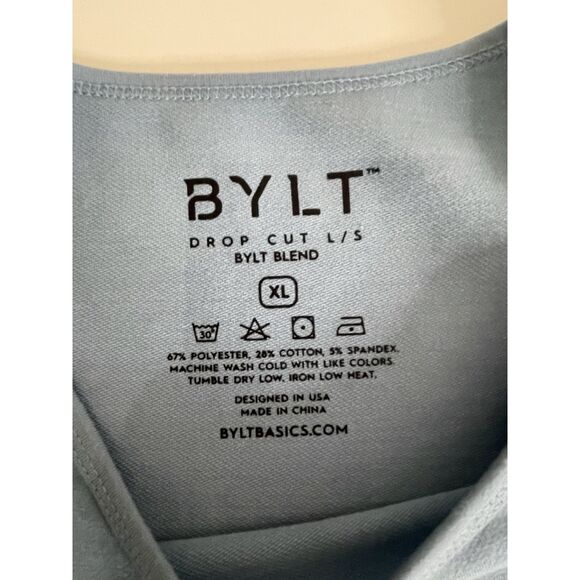 BYLT™
DROP CUT L/S
BYLT BLEND
XL
30°
67% POLYESTER, 28% COTTON, 5% SPANDEX.
MACHINE WASH COLD WITH LIKE COLORS.
TUMBLE DRY LOW. IRON LOW HEAT.
DESIGNED IN USA
MADE IN CHINA
BYLTBASICS.COM